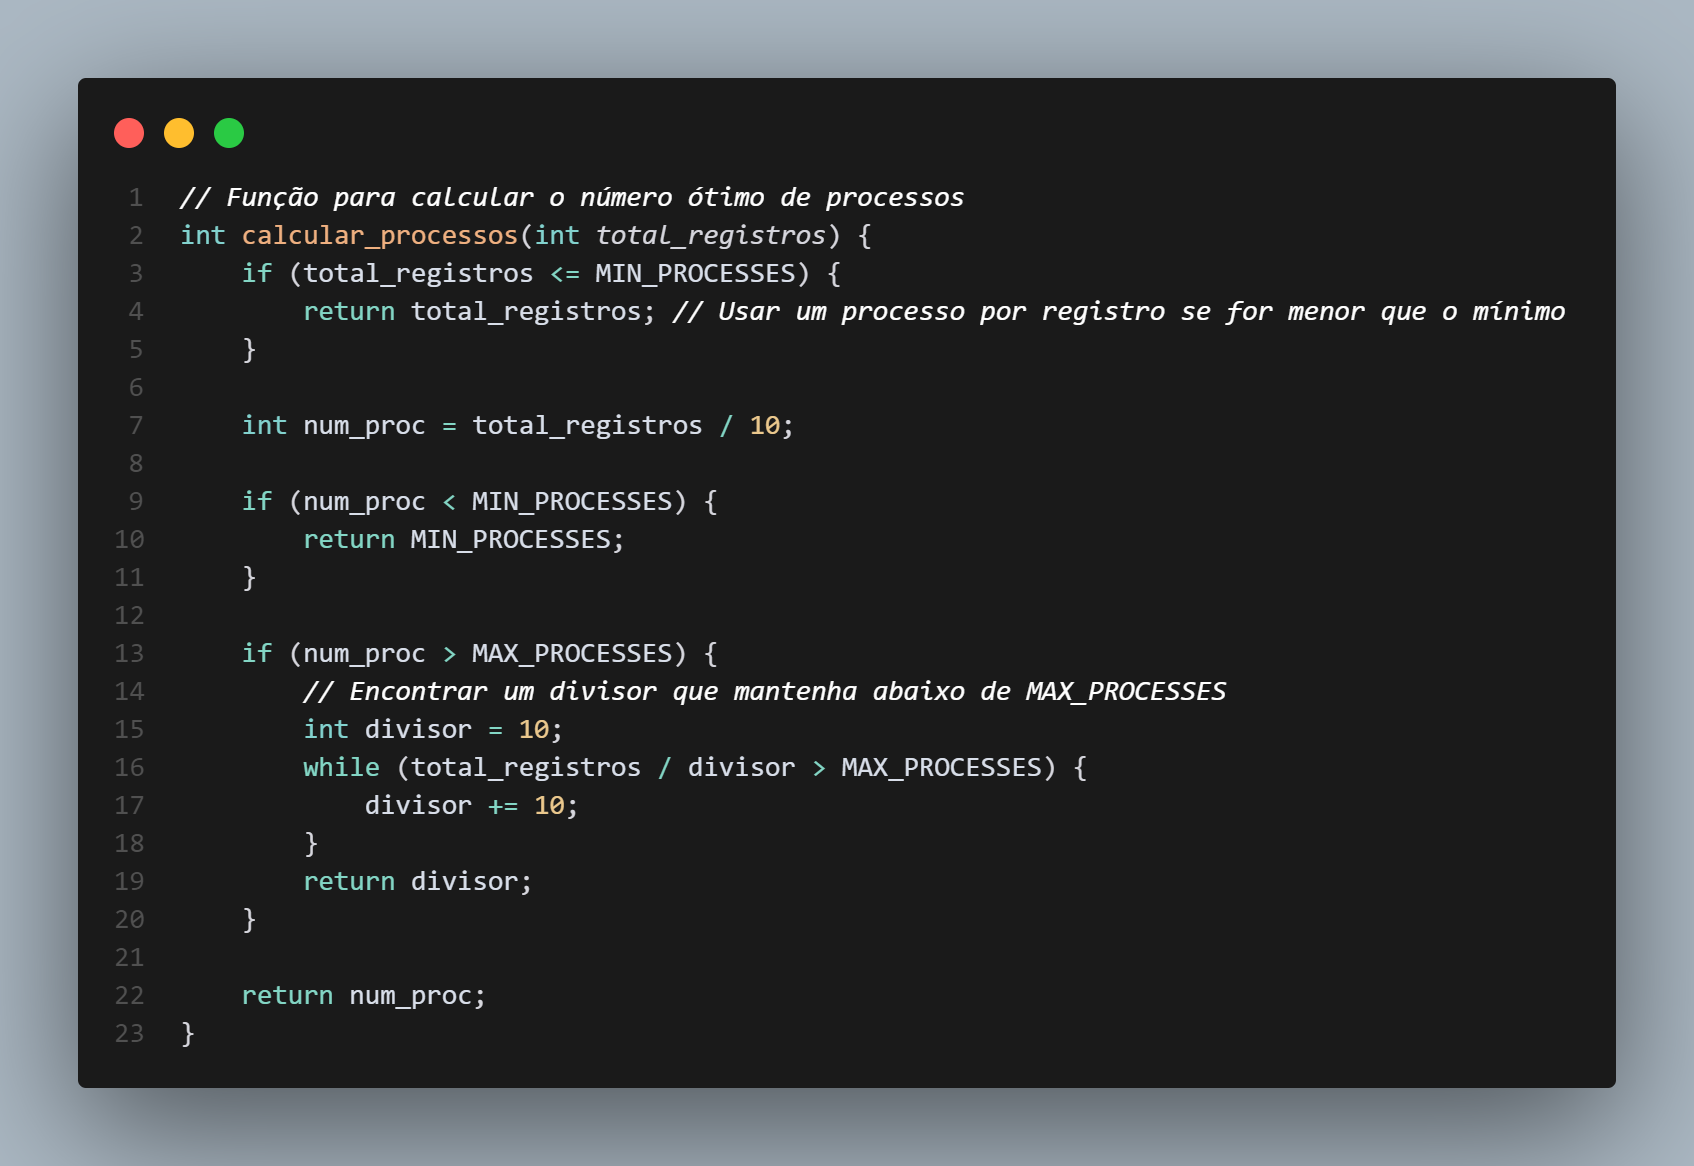 1 // Função para calcular o número ótimo de processos
2 int calcular_processos(int total_registros) {
3     if (total_registros <= MIN_PROCESSES) {
4         return total_registros; // Usar um processo por registro se for menor que o mínimo
5     }
6
7     int num_proc = total_registros / 10;
8
9     if (num_proc < MIN_PROCESSES) {
10         return MIN_PROCESSES;
11     }
12
13     if (num_proc > MAX_PROCESSES) {
14         // Encontrar um divisor que mantenha abaixo de MAX_PROCESSES
15         int divisor = 10;
16         while (total_registros / divisor > MAX_PROCESSES) {
17             divisor += 10;
18         }
19         return divisor;
20     }
21
22     return num_proc;
23 }